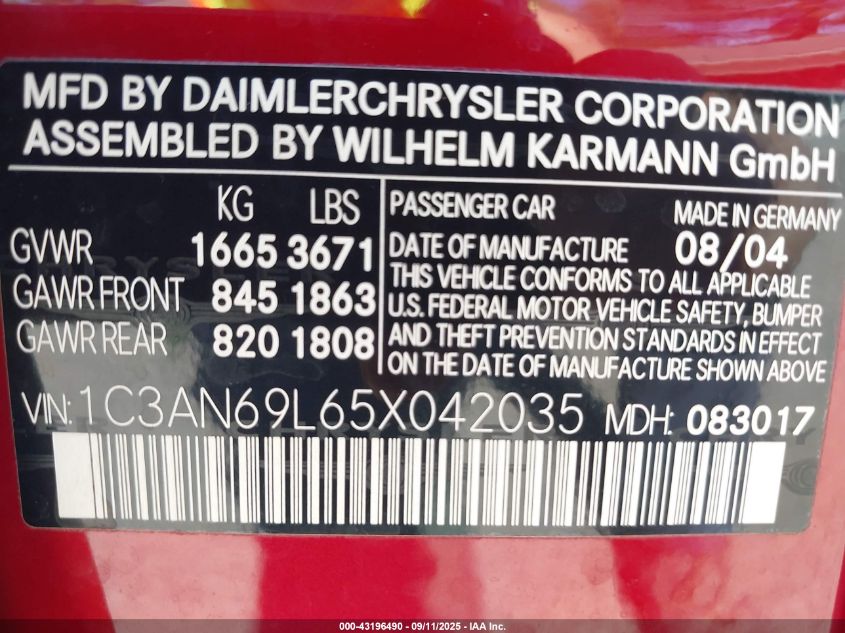 MFD BY DAIMLERCHRYSLER CORPORATION
ASSEMBLED BY WILHELM KARMANN GmbH
KG LBS
GVWR 1665 3671
GAWR FRONT 845 1863
GAWR REAR 820 1808
PASSENGER CAR MADE IN GERMANY
DATE OF MANUFACTURE 08/04
THIS VEHICLE CONFORMS TO ALL APPLICABLE
U.S. FEDERAL MOTOR VEHICLE SAFETY, BUMPER
AND THEFT PREVENTION STANDARDS IN EFFECT
ON THE DATE OF MANUFACTURE SHOWN ABOVE
VIN: 1C3AN69L65X042035 MDH: 083017
000-43196490 - 09/11/2025 - IAA Inc.